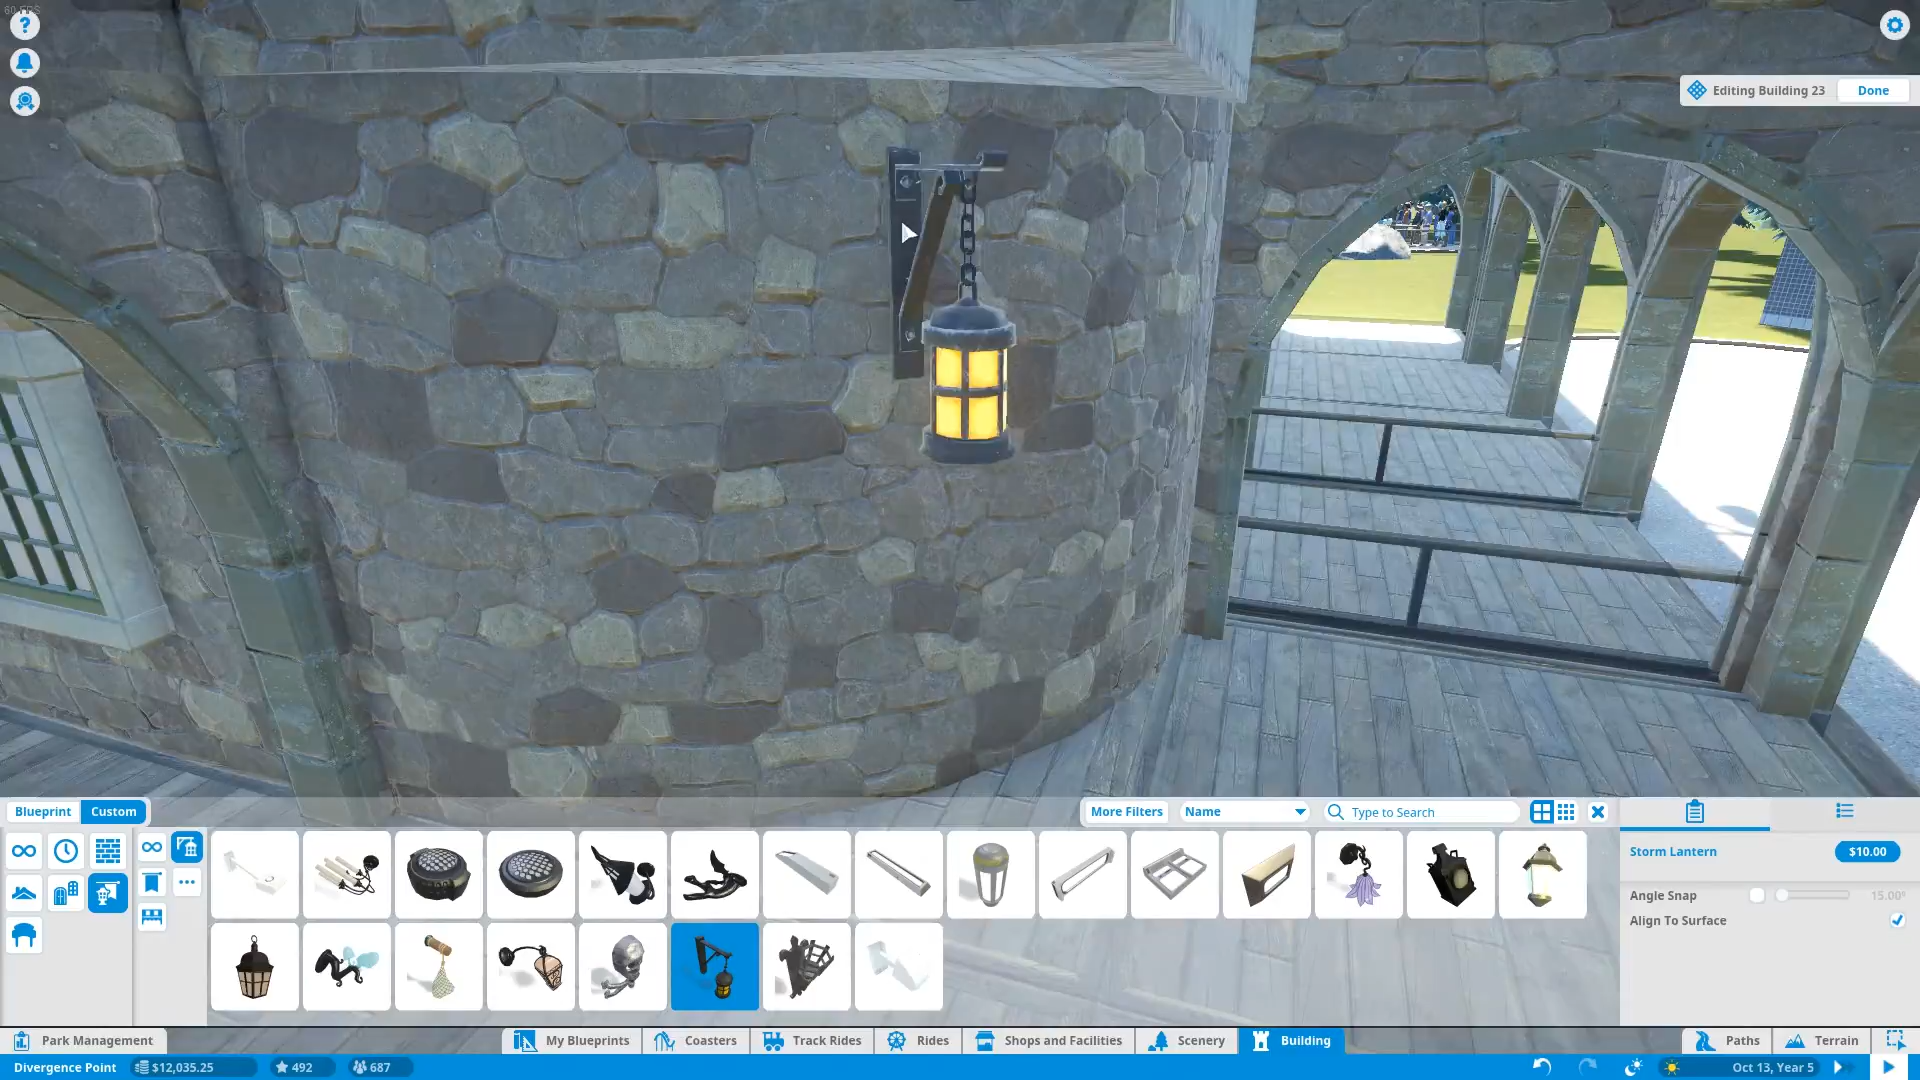 60 FPS
Editing Building 23
Done
Blueprint
Custom
More Filters
Name
Type to Search
Storm Lantern
$10.00
Angle Snap
15.00°
Align To Surface
Park Management
My Blueprints
Coasters
Track Rides
Rides
Shops and Facilities
Scenery
Building
Paths
Terrain
Divergence Point
$12,035.25
492
687
Oct 13, Year 5